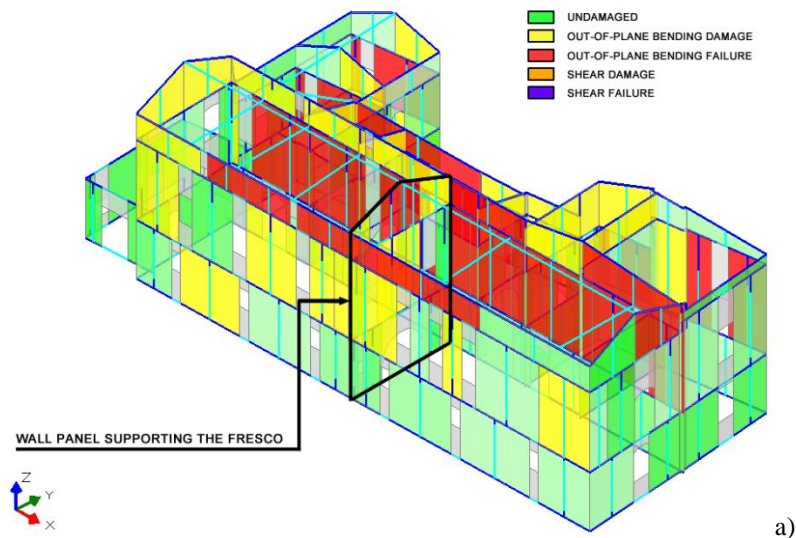 UNDAMAGED
OUT-OF-PLANE BENDING DAMAGE
OUT-OF-PLANE BENDING FAILURE
SHEAR DAMAGE
SHEAR FAILURE
WALL PANEL SUPPORTING THE FRESCO
Z
Y
X
a)